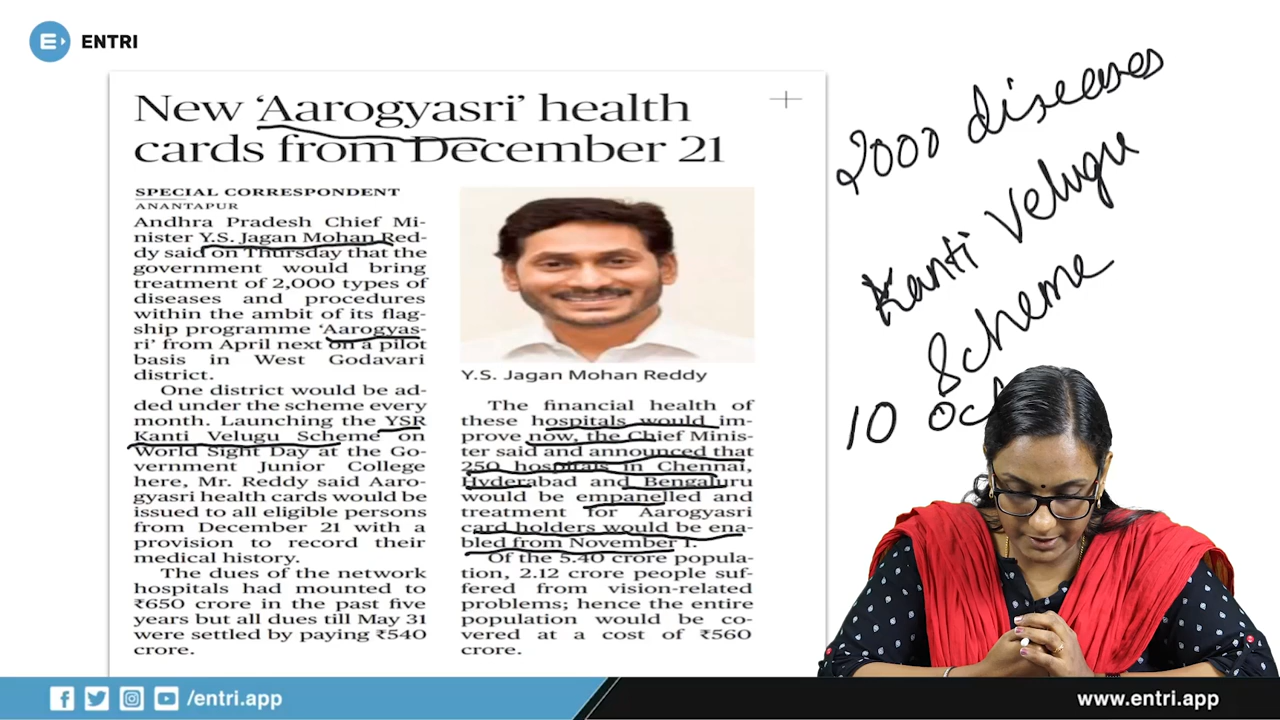 ENTRI
New 'Aarogyasri' health
cards from December 21
SPECIAL CORRESPONDENT
ANANTAPUR
Andhra Pradesh Chief Mi-
nister Y.S. Jagan Mohan Red-
dy said on Thursday that the
government would bring
treatment of 2,000 types of
diseases and procedures
within the ambit of its flag-
ship programme 'Aarogyas-
ri' from April next on a pilot
basis in West Godavari
district.
One district would be ad-
ded under the scheme every
month. Launching the YSR
Kanti Velugu Scheme on
World Sight Day at the Go-
vernment Junior College
here, Mr. Reddy said Aaro-
gyasri health cards would be
issued to all eligible persons
from December 21 with a
provision to record their
medical history.
The dues of the network
hospitals had mounted to
₹650 crore in the past five
years but all dues till May 31
were settled by paying ₹540
crore.
Y.S. Jagan Mohan Reddy
The financial health of
these hospitals would im-
prove now, the Chief Minis-
ter said and announced that
250 hospitals in Chennai,
Hyderabad and Bengaluru
would be empanelled and
treatment for Aarogyasri
card holders would be ena-
bled from November 1.
Of the 5.40 crore popula-
tion, 2.12 crore people suf-
fered from vision-related
problems; hence the entire
population would be co-
vered at a cost of ₹560
crore.
2000 diseases
Kanti Velugu
Scheme
10
/entri.app
www.entri.app